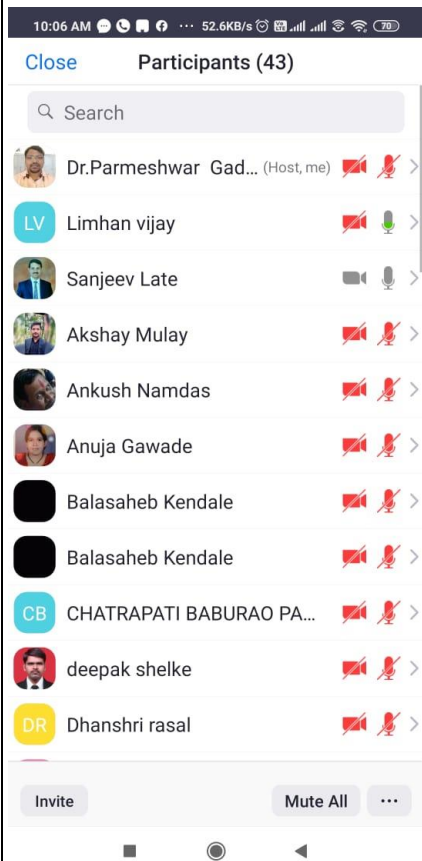 10:06 AM ··· 52.6KB/s 70
Close Participants (43)
Search
Dr.Parmeshwar Gad... (Host, me)
LV Limhan vijay
Sanjeev Late
Akshay Mulay
Ankush Namdas
Anuja Gawade
Balasaheb Kendale
Balasaheb Kendale
CB CHATRAPATI BABURAO PA...
deepak shelke
DR Dhanshri rasal
Invite Mute All ···